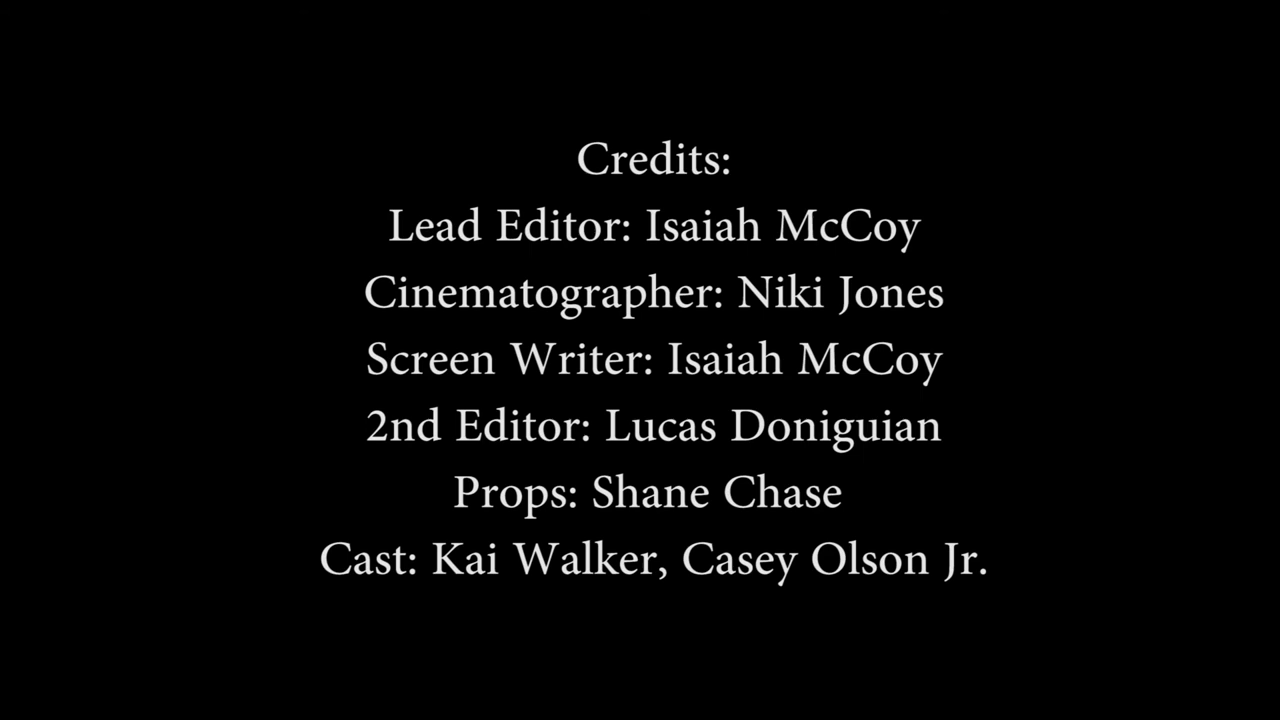 Credits:
Lead Editor: Isaiah McCoy
Cinematographer: Niki Jones
Screen Writer: Isaiah McCoy
2nd Editor: Lucas Doniguian
Props: Shane Chase
Cast: Kai Walker, Casey Olson Jr.